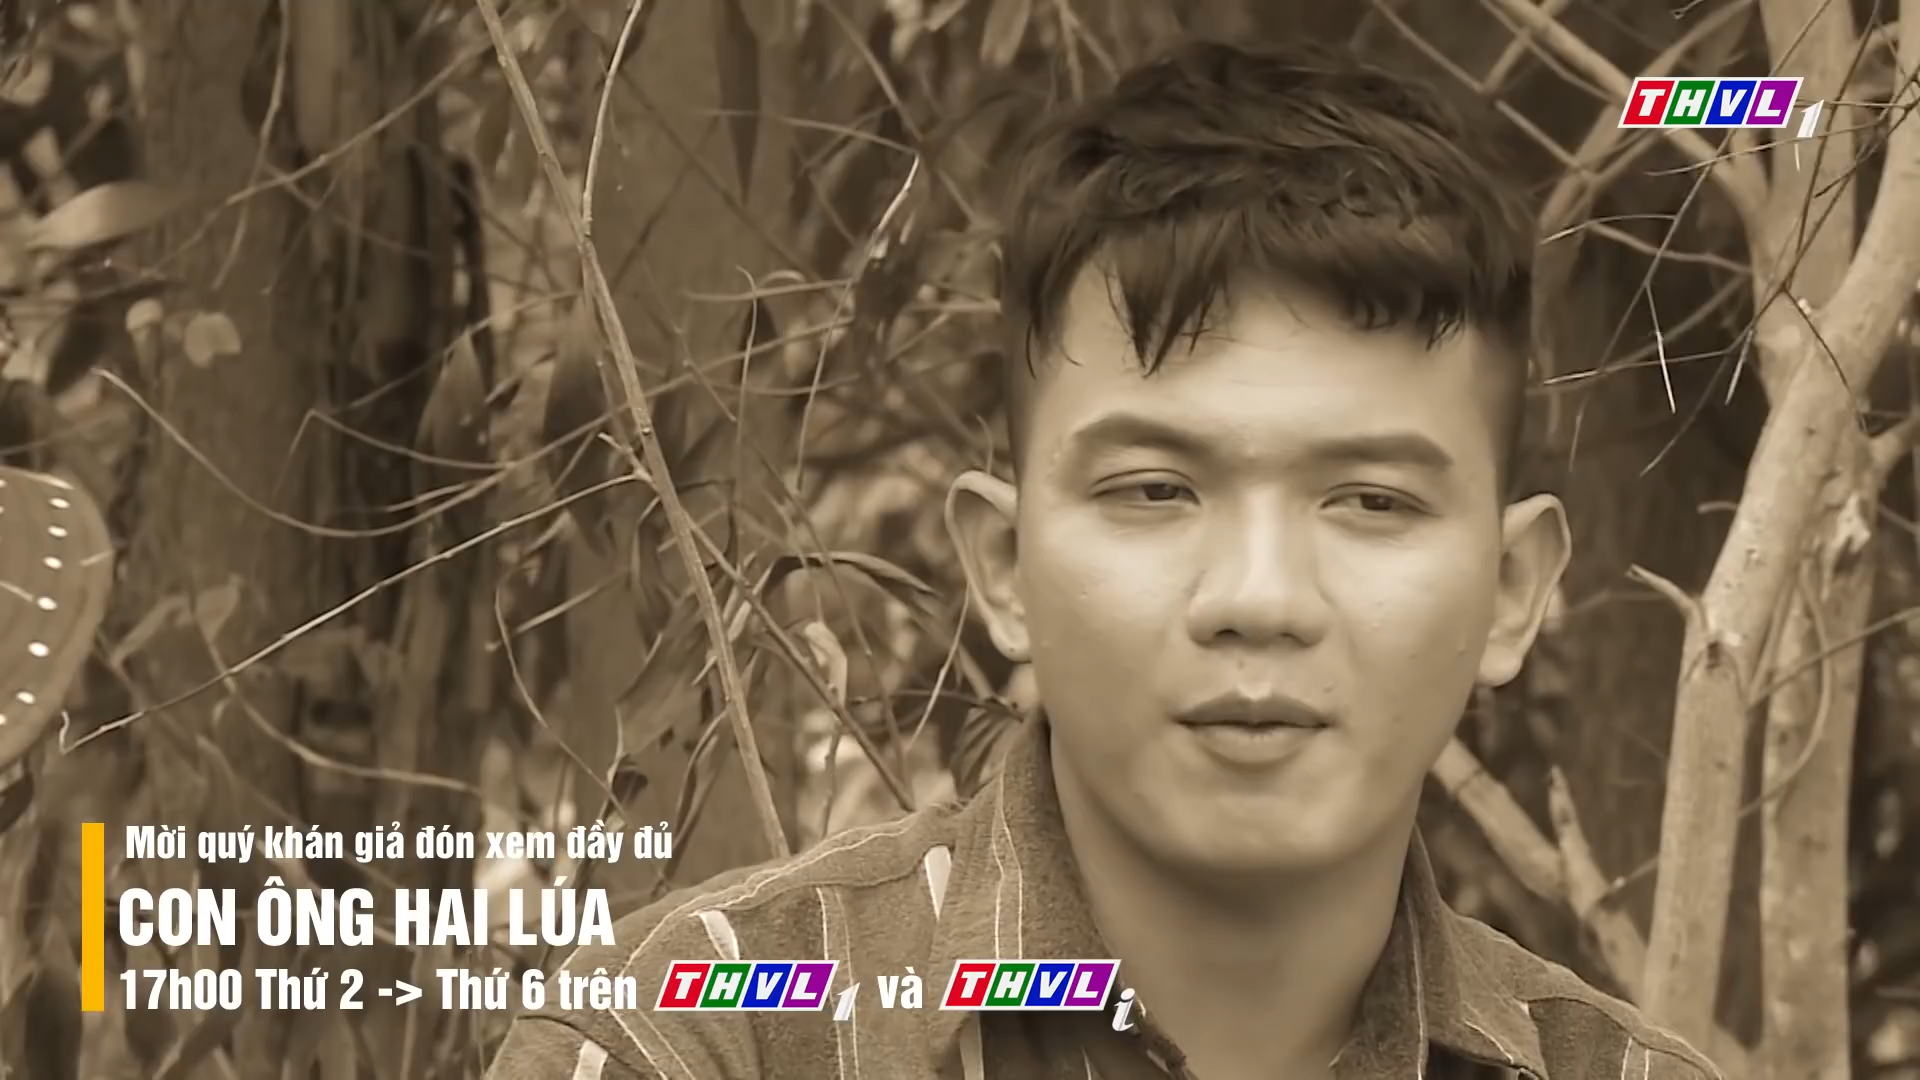 THVL1
Mời quý khán giả đón xem đầy đủ
CON ÔNG HAI LÚA
17h00 Thứ 2 -> Thứ 6 trên THVL1 và THVLi